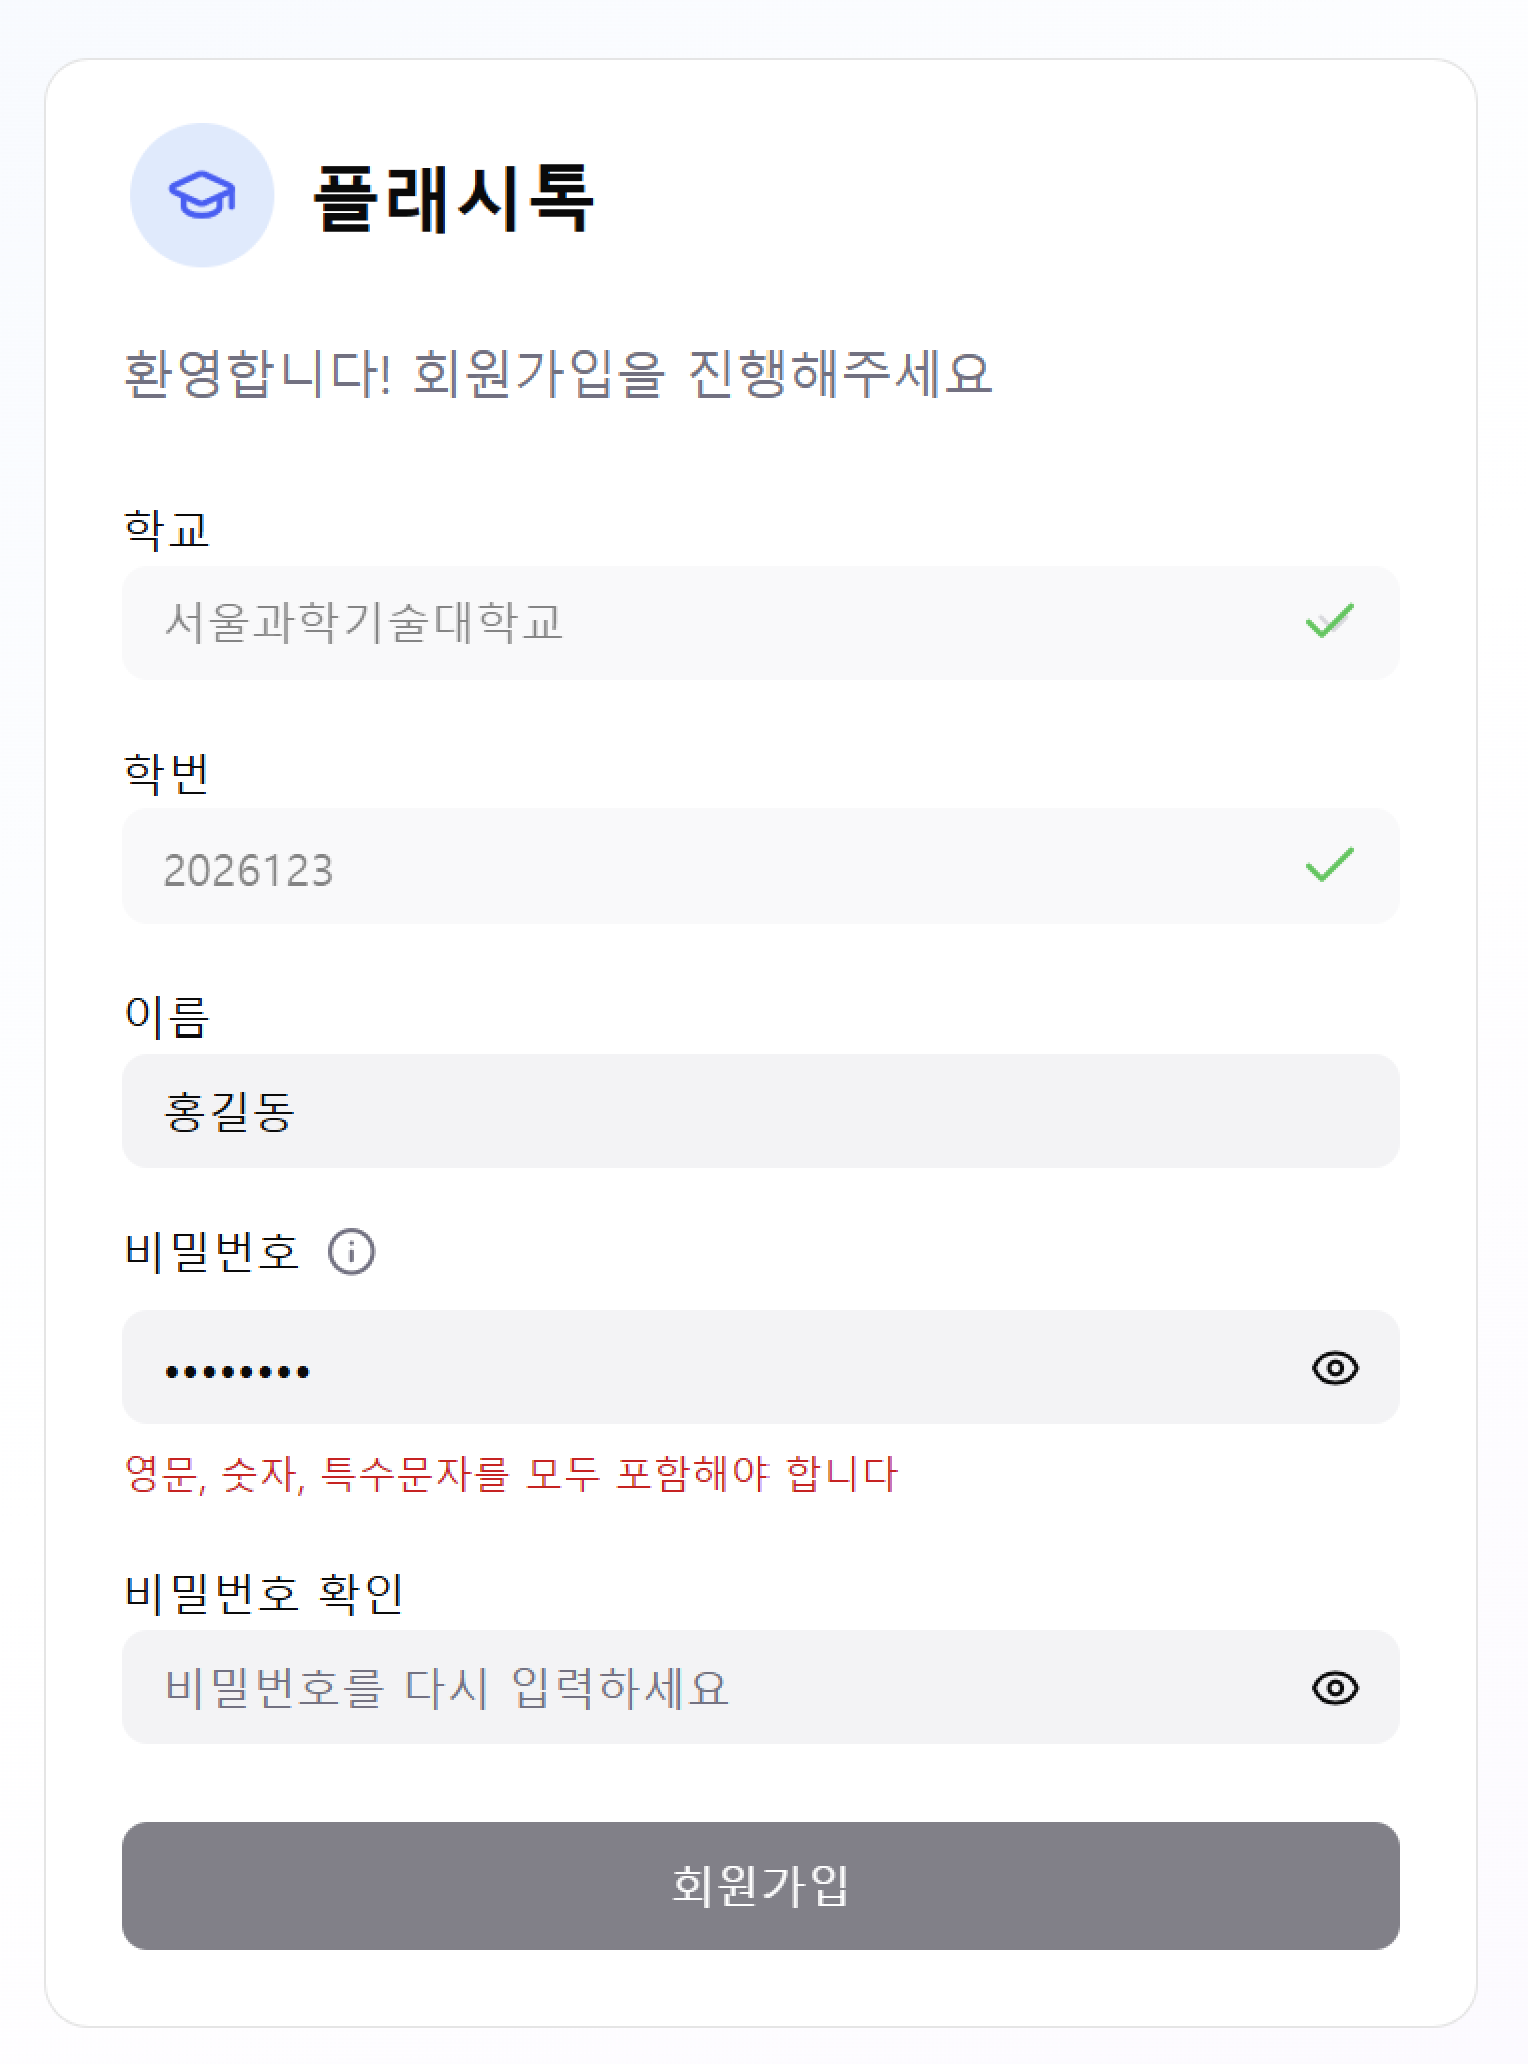 플래시톡
환영합니다! 회원가입을 진행해주세요
학교
서울과학기술대학교
학번
2026123
이름
홍길동
비밀번호
••••••••
영문, 숫자, 특수문자를 모두 포함해야 합니다
비밀번호 확인
비밀번호를 다시 입력하세요
회원가입